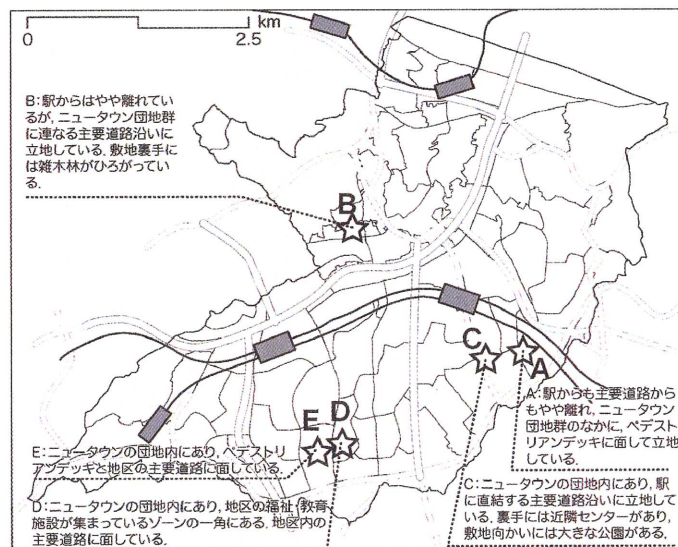 km
0 2.5
B:駅からはやや離れてい
るが,ニュータウン団地群
に連なる主要道路沿いに
立地している.敷地裏手に
は雑木林がひろがってい
る.
B
C
A
A:駅からも主要道路から
もやや離れ,ニュータウン
団地群のなかに,ペデスト
リアンデッキに面して立地
している.
E D
E:ニュータウンの団地内にあり,ペデストリ
アンデッキと地区の主要道路に面している.
D:ニュータウンの団地内にあり,地区の福祉・教育
施設が集まっているゾーンの一角にある.地区内の
主要道路に面している.
C:ニュータウンの団地内にあり,駅
に直結する主要道路沿いに立地して
いる.裏手には近隣センターがあり,
敷地向かいには大きな公園がある.